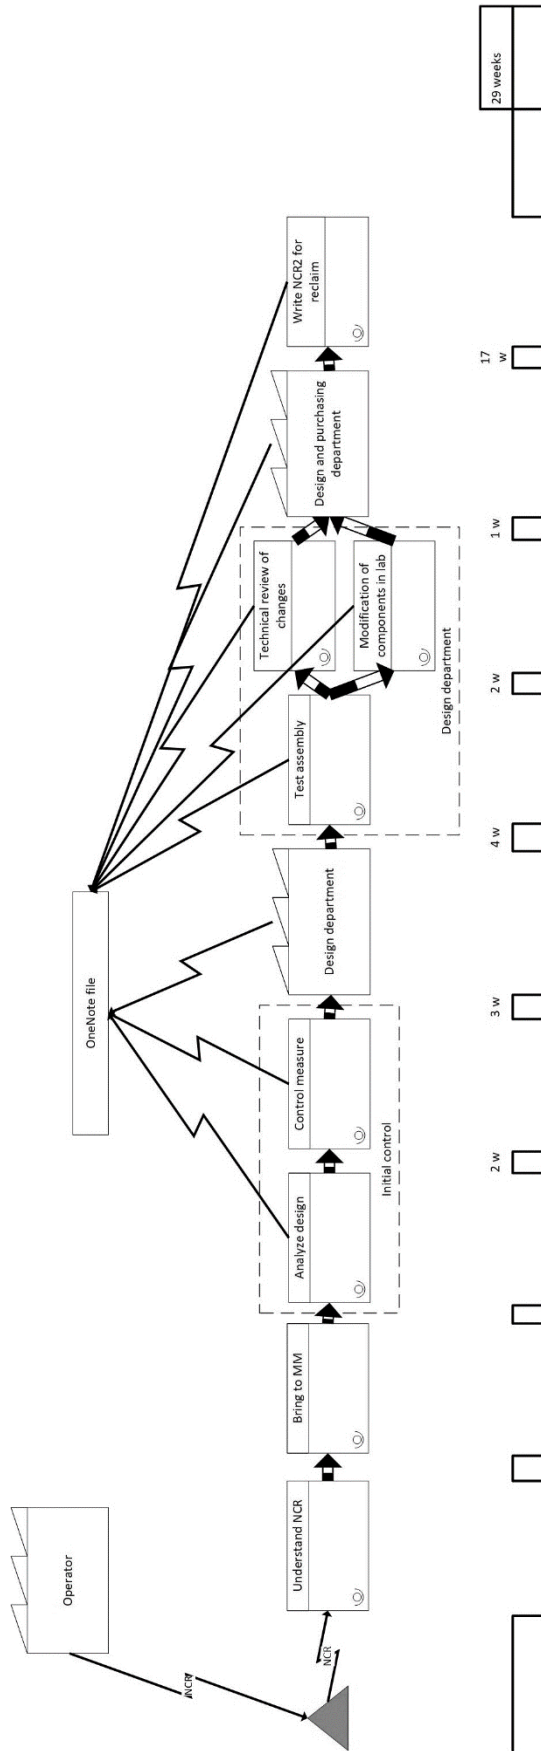 Operator
NCR
NCR
OneNote file
Understand NCR
Bring to MM
Analyze design
Control measure
Initial control
Design department
Test assembly
Technical review of
changes
Modification of
components in lab
Design department
Design and purchasing
department
Write NCR2 for
reclaim
2 w
3 w
4 w
2 w
1 w
17
w
29 weeks